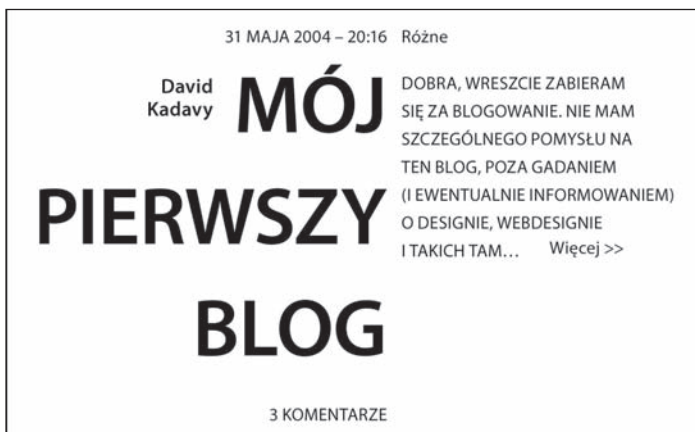 31 MAJA 2004 – 20:16 Różne
David
Kadavy
MÓJ
PIERWSZY
BLOG
DOBRA, WRESZCIE ZABIERAM
SIĘ ZA BLOGOWANIE. NIE MAM
SZCZEGÓLNEGO POMYSŁU NA
TEN BLOG, POZA GADANIEM
(I EWENTUALNIE INFORMOWANIEM)
O DESIGNIE, WEBDESIGNIE
I TAKICH TAM... Więcej >>
3 KOMENTARZE